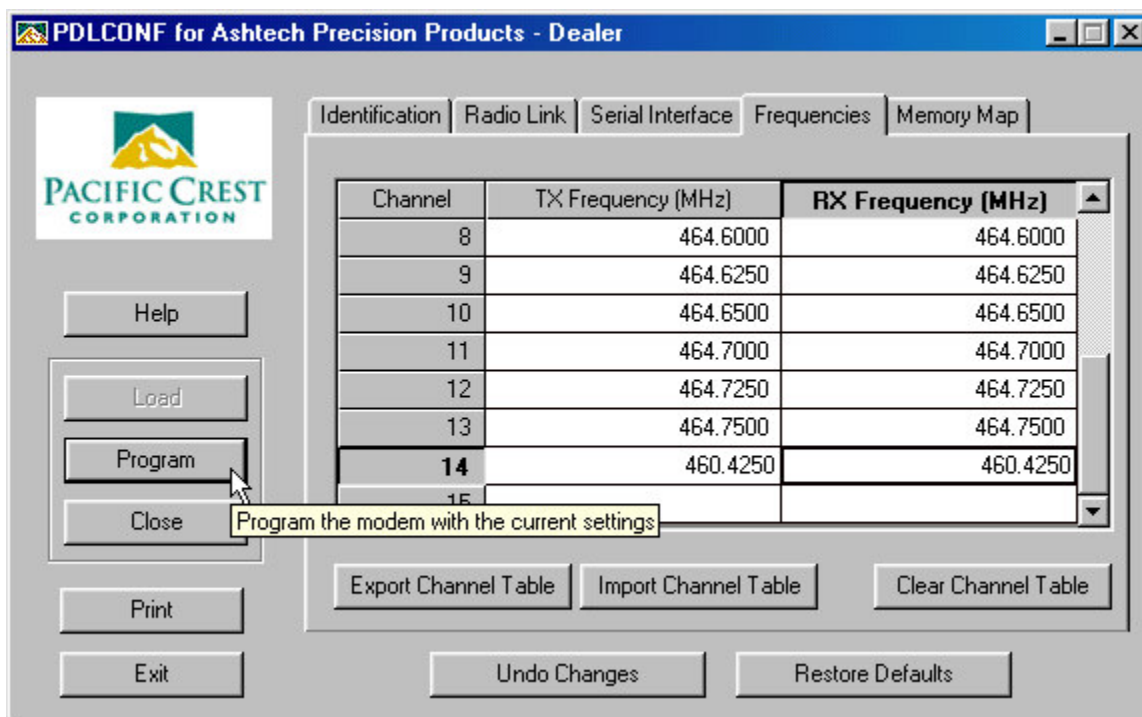 PDLCONF for Ashtech Precision Products - Dealer
PACIFIC CREST
CORPORATION
Identification Radio Link Serial Interface Frequencies Memory Map
Channel TX Frequency (MHz) RX Frequency (MHz)
8 464.6000 464.6000
9 464.6250 464.6250
10 464.6500 464.6500
11 464.7000 464.7000
12 464.7250 464.7250
13 464.7500 464.7500
14 460.4250 460.4250
15
Help
Load
Program
Close
Program the modem with the current settings
Print
Exit
Export Channel Table Import Channel Table Clear Channel Table
Undo Changes Restore Defaults